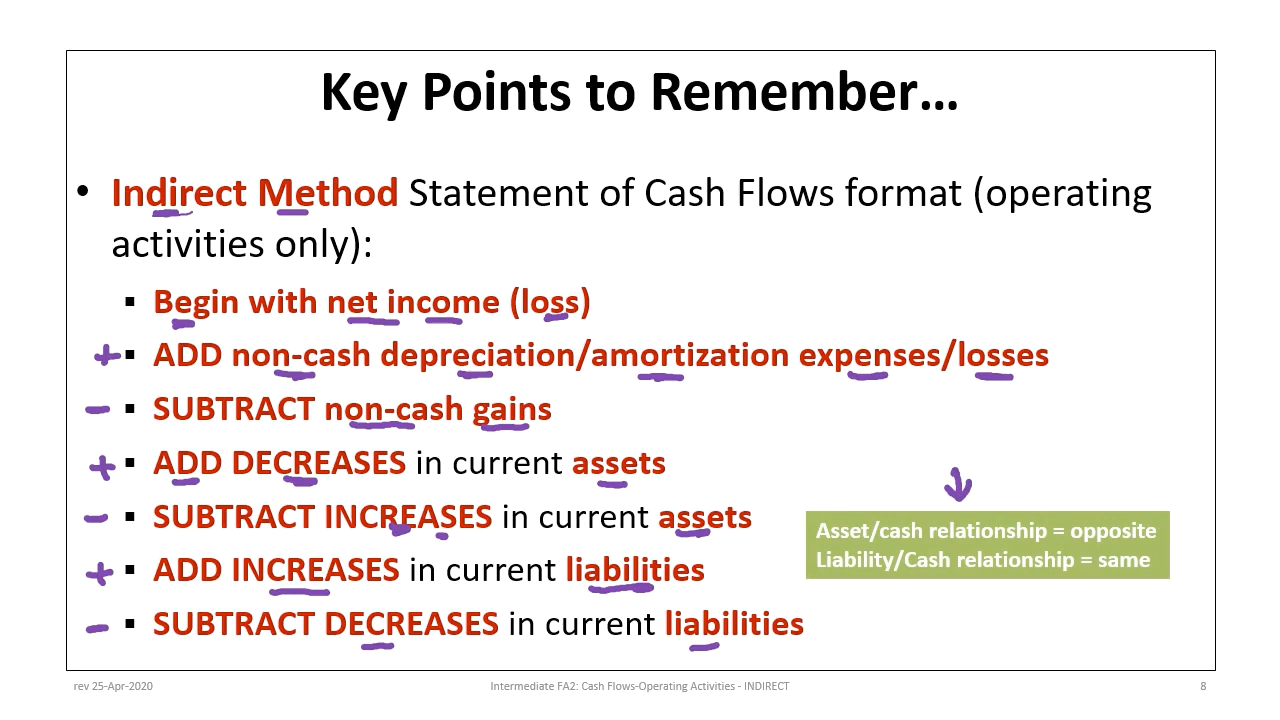 Key Points to Remember…
• Indirect Method Statement of Cash Flows format (operating
activities only):
▪ Begin with net income (loss)
+ ▪ ADD non-cash depreciation/amortization expenses/losses
– ▪ SUBTRACT non-cash gains
+ ▪ ADD DECREASES in current assets
– ▪ SUBTRACT INCREASES in current assets
Asset/cash relationship = opposite
Liability/Cash relationship = same
+ ▪ ADD INCREASES in current liabilities
– ▪ SUBTRACT DECREASES in current liabilities
rev 25-Apr-2020
Intermediate FA2: Cash Flows-Operating Activities - INDIRECT
8